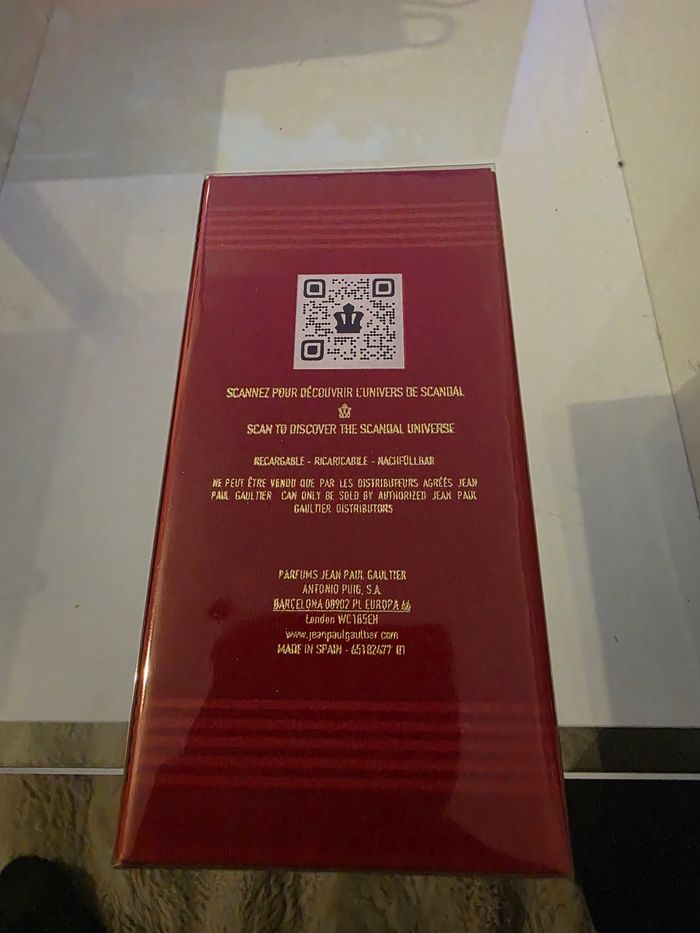 SCANNEZ POUR DÉCOUVRIR L'UNIVERS DE SCANDAL
SCAN TO DISCOVER THE SCANDAL UNIVERSE
RECARGABLE - RICARICABILE - NACHFÜLLBAR
NE PEUT ÊTRE VENDU QUE PAR LES DISTRIBUTEURS AGRÉÉS JEAN
PAUL GAULTIER CAN ONLY BE SOLD BY AUTHORIZED JEAN PAUL
GAULTIER DISTRIBUTORS
PARFUMS JEAN PAUL GAULTIER
ANTONIO PUIG, S.A.
BARCELONA 08902 PL EUROPA 46
London WC1B5EH
www.jeanpaulgaultier.com
MADE IN SPAIN - 65182677 01